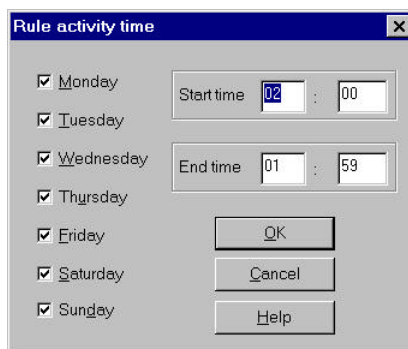 Rule activity time
Monday
Tuesday
Wednesday
Thursday
Friday
Saturday
Sunday
Start time 02 : 00
End time 01 : 59
OK
Cancel
Help